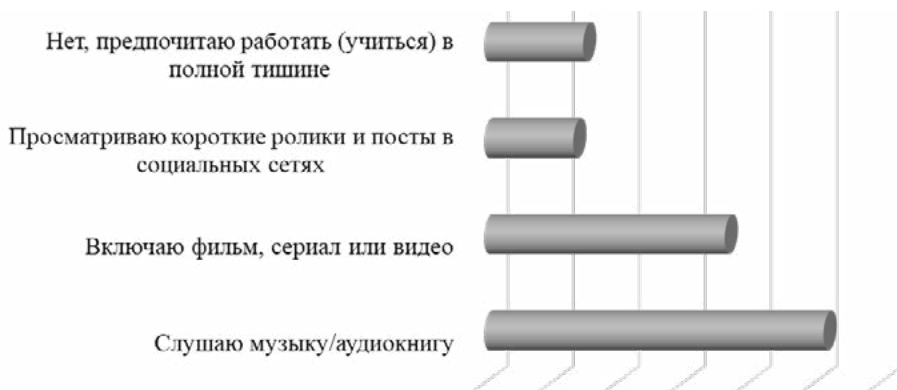 Нет, предпочитаю работать (учиться) в
полной тишине
Просматриваю короткие ролики и посты в
социальных сетях
Включаю фильм, сериал или видео
Слушаю музыку/аудиокнигу